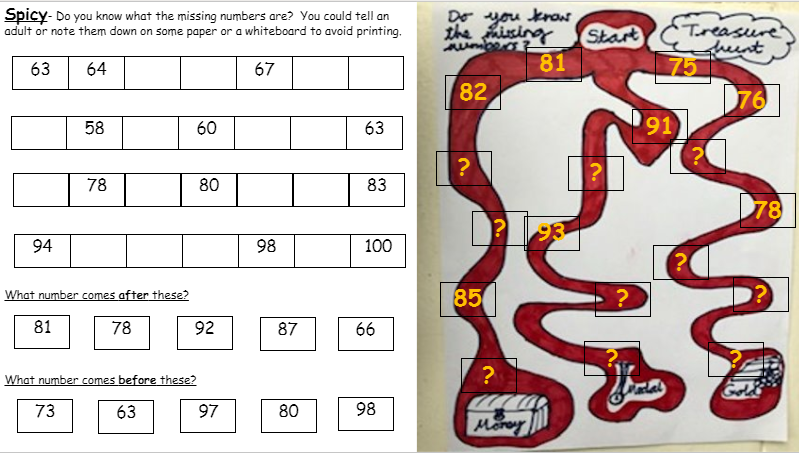 Spicy- Do you know what the missing numbers are? You could tell an
adult or note them down on some paper or a whiteboard to avoid printing.
63 64 67
58 60 63
78 80 83
94 98 100
What number comes after these?
81 78 92 87 66
What number comes before these?
73 63 97 80 98
Do you know
the missing
numbers?
Start
Treasure
hunt
81
82
?
?
85
?
Money
91
?
93
?
?
Medal
75
76
?
78
?
?
?
Gold